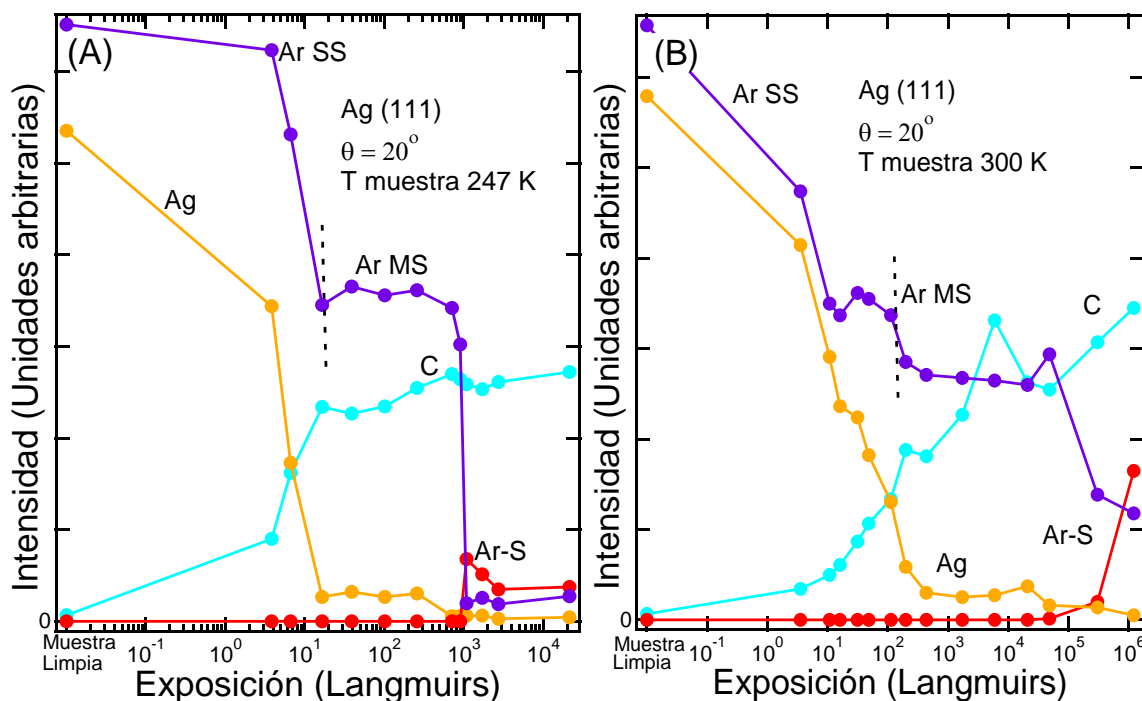 (A)
Ar SS
Ag (111)
θ = 20°
T muestra 247 K
Ag
Ar MS
C
Ar-S
Intensidad (Unidades arbitrarias)
0
Muestra
Limpia
10⁻¹ 10⁰ 10¹ 10² 10³ 10⁴
Exposición (Langmuirs)
(B)
Ar SS
Ag (111)
θ = 20°
T muestra 300 K
Ar MS
C
Ar-S
Ag
Intensidad (Unidades arbitrarias)
0
Muestra
Limpia
10⁻¹ 10⁰ 10¹ 10² 10³ 10⁴ 10⁵ 10⁶
Exposición (Langmuirs)